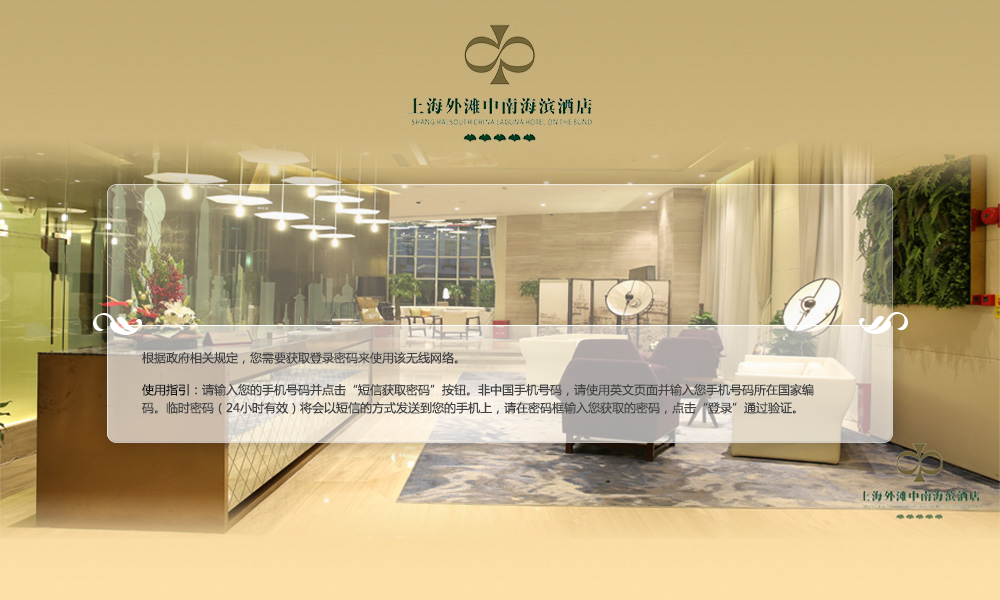 上海外滩中南海滨酒店
SHANG HAI SOUTH CHINA LAGUNA HOTEL ON THE BUND
根据政府相关规定，您需要获取登录密码来使用该无线网络。
使用指引：请输入您的手机号码并点击“短信获取密码”按钮。非中国手机号码，请使用英文页面并输入您手机号码所在国家编
码。临时密码（24小时有效）将会以短信的方式发送到您的手机上，请在密码框输入您获取的密码，点击“登录”通过验证。
上海外滩中南海滨酒店